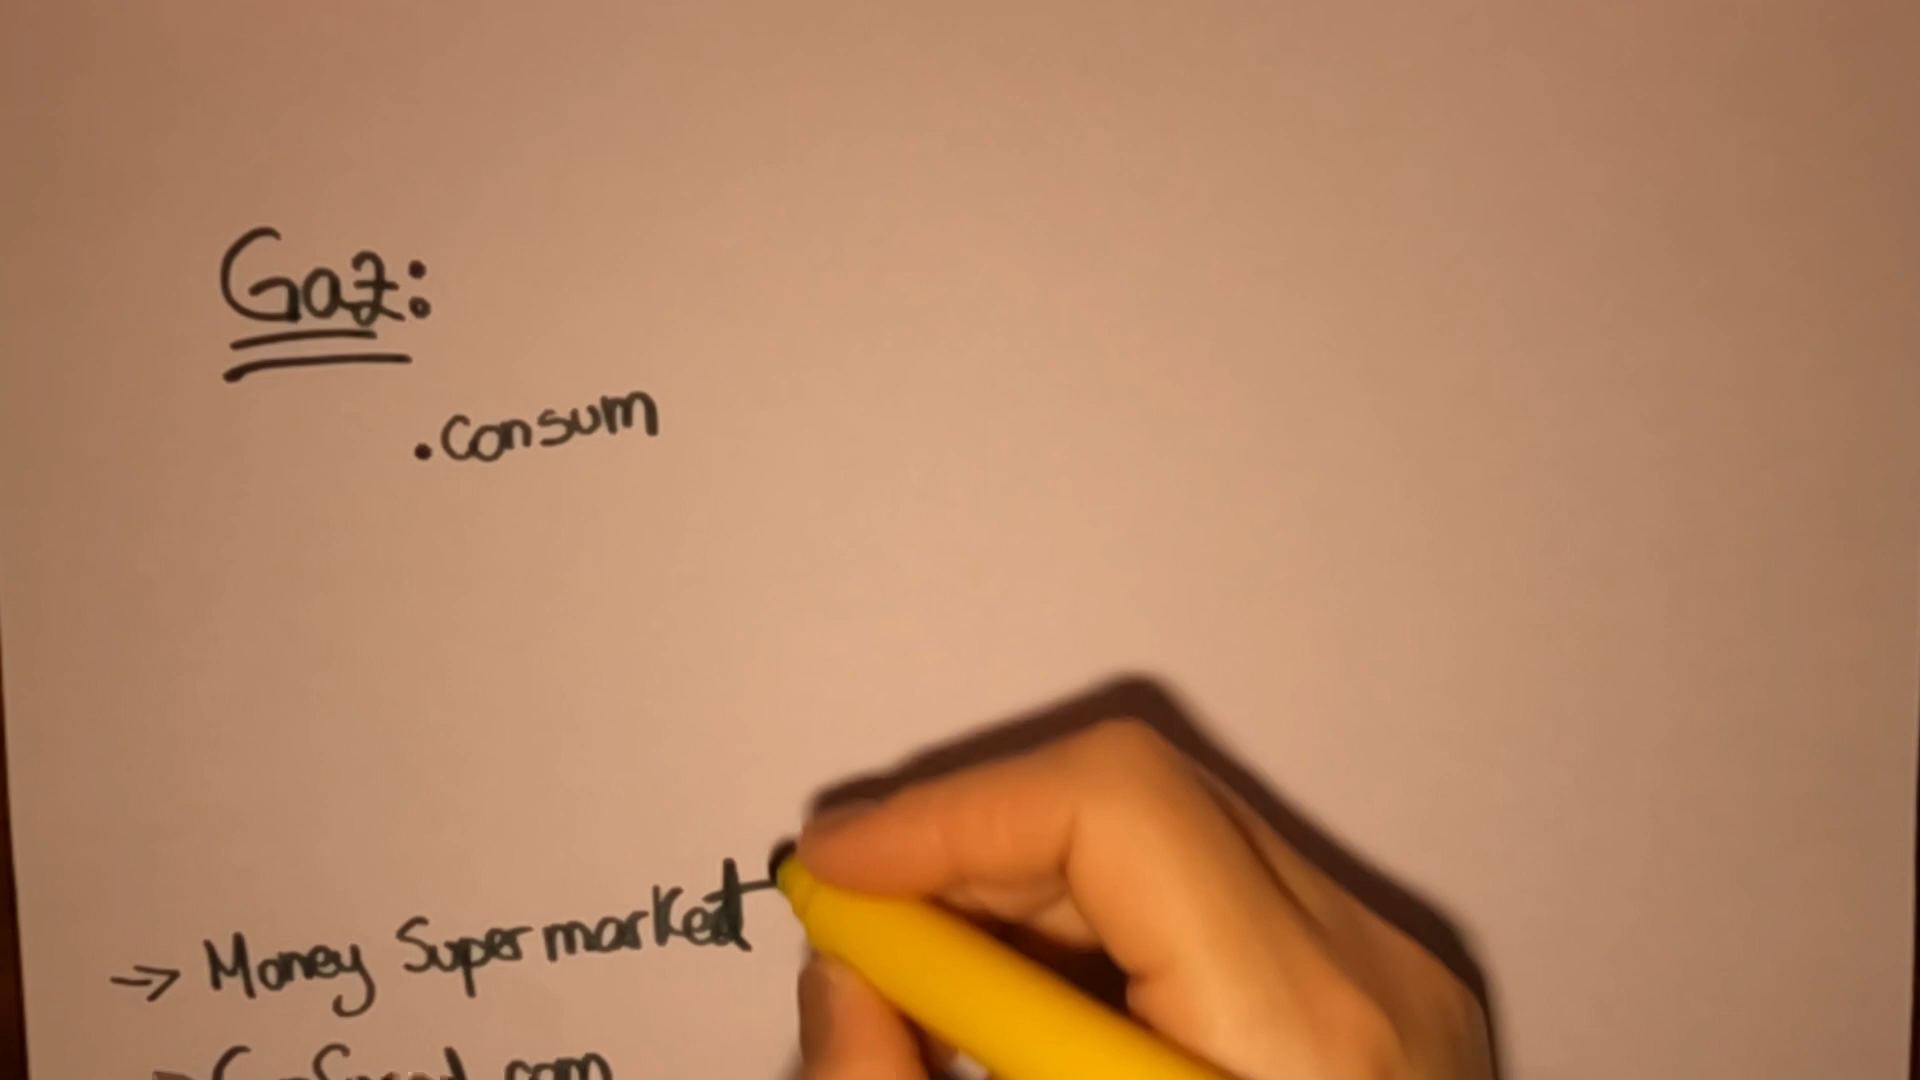 Gaz:
.consum
→ Money Supermarket